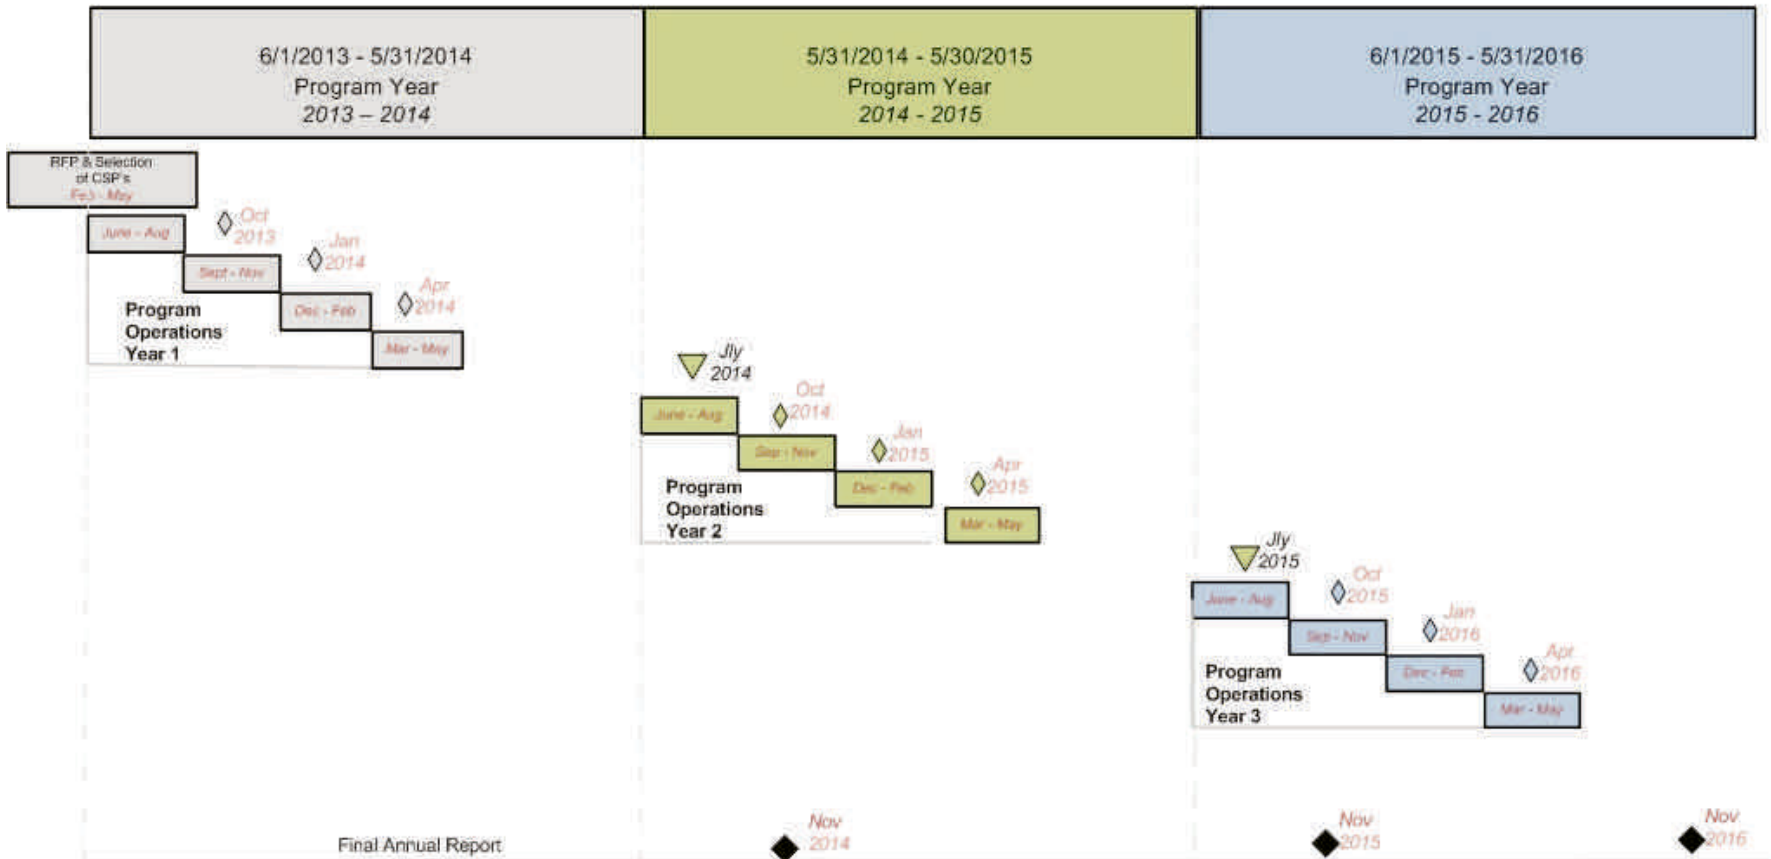 6/1/2013 - 5/31/2014
Program Year
2013 – 2014
5/31/2014 - 5/30/2015
Program Year
2014 - 2015
6/1/2015 - 5/31/2016
Program Year
2015 - 2016
RFP & Selection
of CSP's
Feb - May
June - Aug
Oct
2013
Sept - Nov
Jan
2014
Dec - Feb
Apr
2014
Mar - May
Program
Operations
Year 1
Jly
2014
June - Aug
Oct
2014
Sep - Nov
Jan
2015
Dec - Feb
Apr
2015
Mar - May
Program
Operations
Year 2
Jly
2015
June - Aug
Oct
2015
Sep - Nov
Jan
2016
Dec - Feb
Apr
2016
Mar - May
Program
Operations
Year 3
Final Annual Report
Nov
2014
Nov
2015
Nov
2016